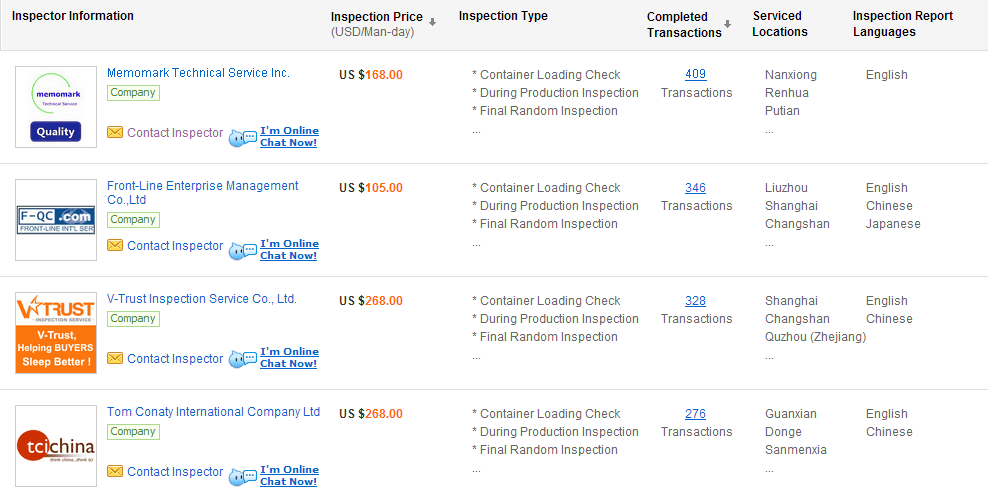 Inspector Information Inspection Price (USD/Man-day) Inspection Type Completed Transactions Serviced Locations Inspection Report Languages
memomark
Technical Service
Quality
Memomark Technical Service Inc.
Company
Contact Inspector
I'm Online
Chat Now!
US $168.00
* Container Loading Check
* During Production Inspection
* Final Random Inspection
...
409
Transactions
Nanxiong
Renhua
Putian
...
English
F-QC .com
FRONT-LINE INT'L SER
Front-Line Enterprise Management
Co.,Ltd
Company
Contact Inspector
I'm Online
Chat Now!
US $105.00
* Container Loading Check
* During Production Inspection
* Final Random Inspection
...
346
Transactions
Liuzhou
Shanghai
Changshan
...
English
Chinese
Japanese
V-TRUST
INSPECTION SERVICE
V-Trust,
Helping BUYERS
Sleep Better !
V-Trust Inspection Service Co., Ltd.
Company
Contact Inspector
I'm Online
Chat Now!
US $268.00
* Container Loading Check
* During Production Inspection
* Final Random Inspection
...
328
Transactions
Shanghai
Changshan
Quzhou (Zhejiang)
...
English
Chinese
tcichina
think china...think tci
Tom Conaty International Company Ltd
Company
Contact Inspector
I'm Online
Chat Now!
US $268.00
* Container Loading Check
* During Production Inspection
* Final Random Inspection
...
276
Transactions
Guanxian
Donge
Sanmenxia
...
English
Chinese